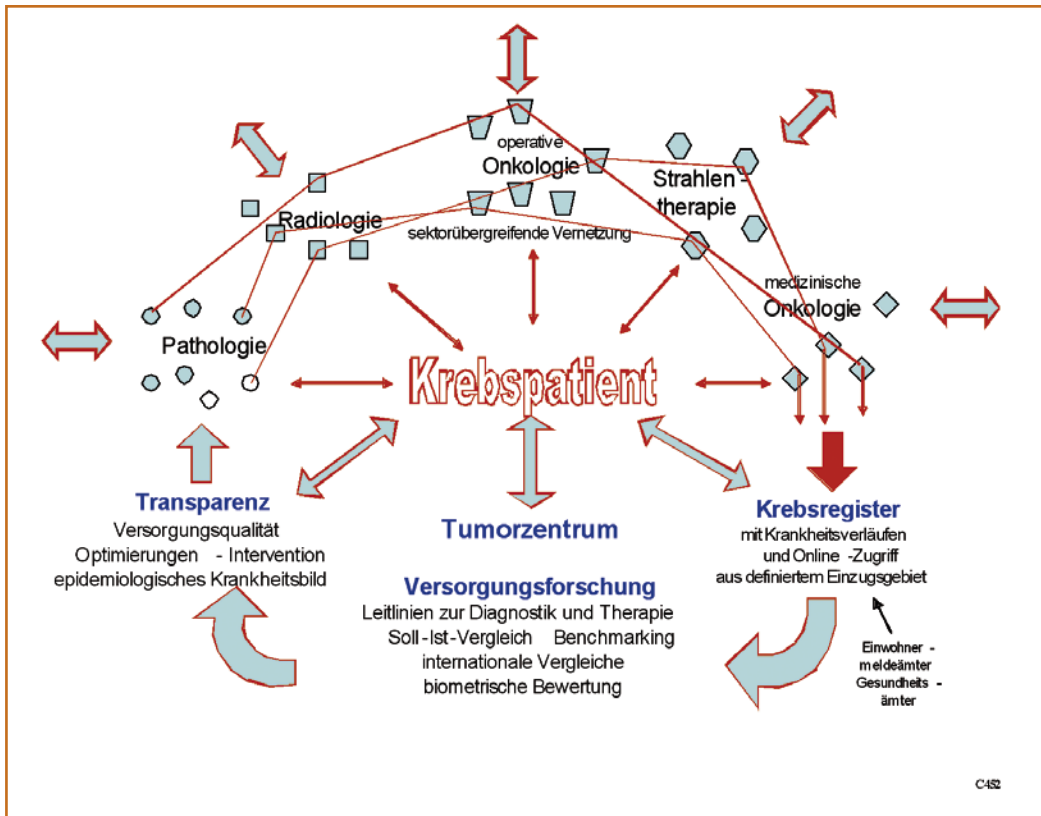 operative
Onkologie
Strahlen -
therapie
Radiologie
sektorübergreifende Vernetzung
medizinische
Onkologie
Pathologie
Krebspatient
Transparenz
Versorgungsqualität
Optimierungen - Intervention
epidemiologisches Krankheitsbild
Tumorzentrum
Versorgungsforschung
Leitlinien zur Diagnostik und Therapie
Soll-Ist-Vergleich Benchmarking
internationale Vergleiche
biometrische Bewertung
Krebsregister
mit Krankheitsverläufen
und Online -Zugriff
aus definiertem Einzugsgebiet
Einwohner -
meldeämter
Gesundheits -
ämter
C452